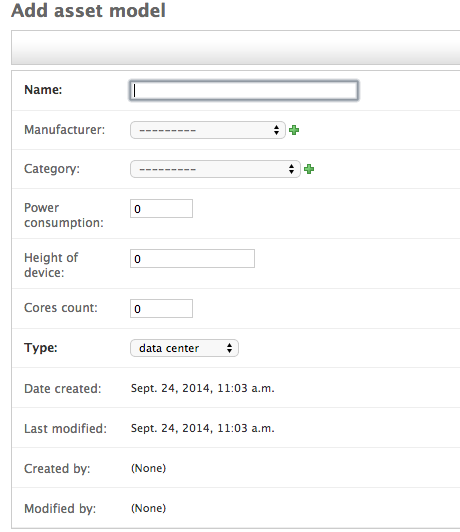 Add asset model
Name:
Manufacturer: ---------
Category: ---------
Power
consumption: 0
Height of
device: 0
Cores count: 0
Type: data center
Date created: Sept. 24, 2014, 11:03 a.m.
Last modified: Sept. 24, 2014, 11:03 a.m.
Created by: (None)
Modified by: (None)